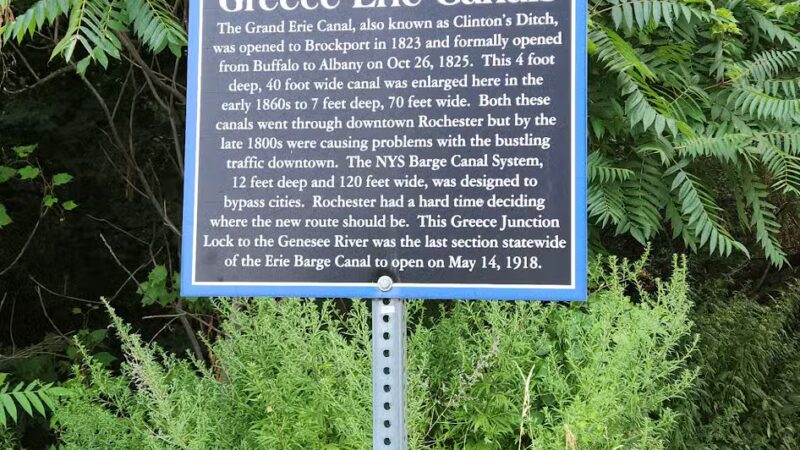 Greece Erie Canals
The Grand Erie Canal, also known as Clinton's Ditch,
was opened to Brockport in 1823 and formally opened
from Buffalo to Albany on Oct 26, 1825. This 4 foot
deep, 40 foot wide canal was enlarged here in the
early 1860s to 7 feet deep, 70 feet wide. Both these
canals went through downtown Rochester but by the
late 1800s were causing problems with the bustling
traffic downtown. The NYS Barge Canal System,
12 feet deep and 120 feet wide, was designed to
bypass cities. Rochester had a hard time deciding
where the new route should be. This Greece Junction
Lock to the Genesee River was the last section statewide
of the Erie Barge Canal to open on May 14, 1918.